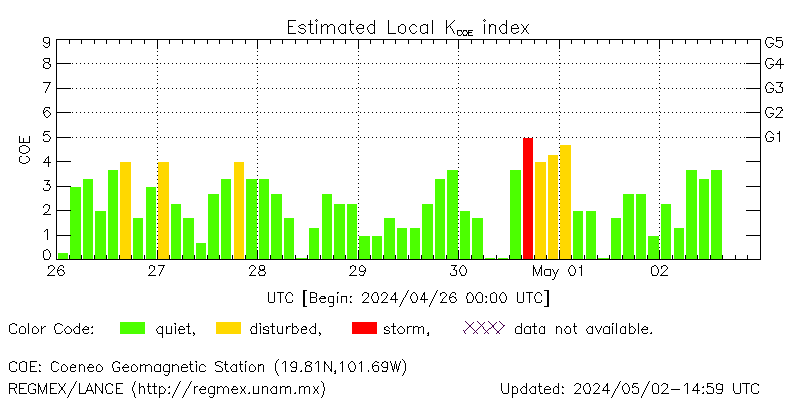 Estimated Local KCOE index
9
8
7
6
5
4
3
2
1
0
COE
G5
G4
G3
G2
G1
26 27 28 29 30 May 01 02
UTC [Begin: 2024/04/26 00:00 UTC]
Color Code: quiet, disturbed, storm, data not available.
COE: Coeneo Geomagnetic Station (19.81N,101.69W)
REGMEX/LANCE (http://regmex.unam.mx) Updated: 2024/05/02-14:59 UTC